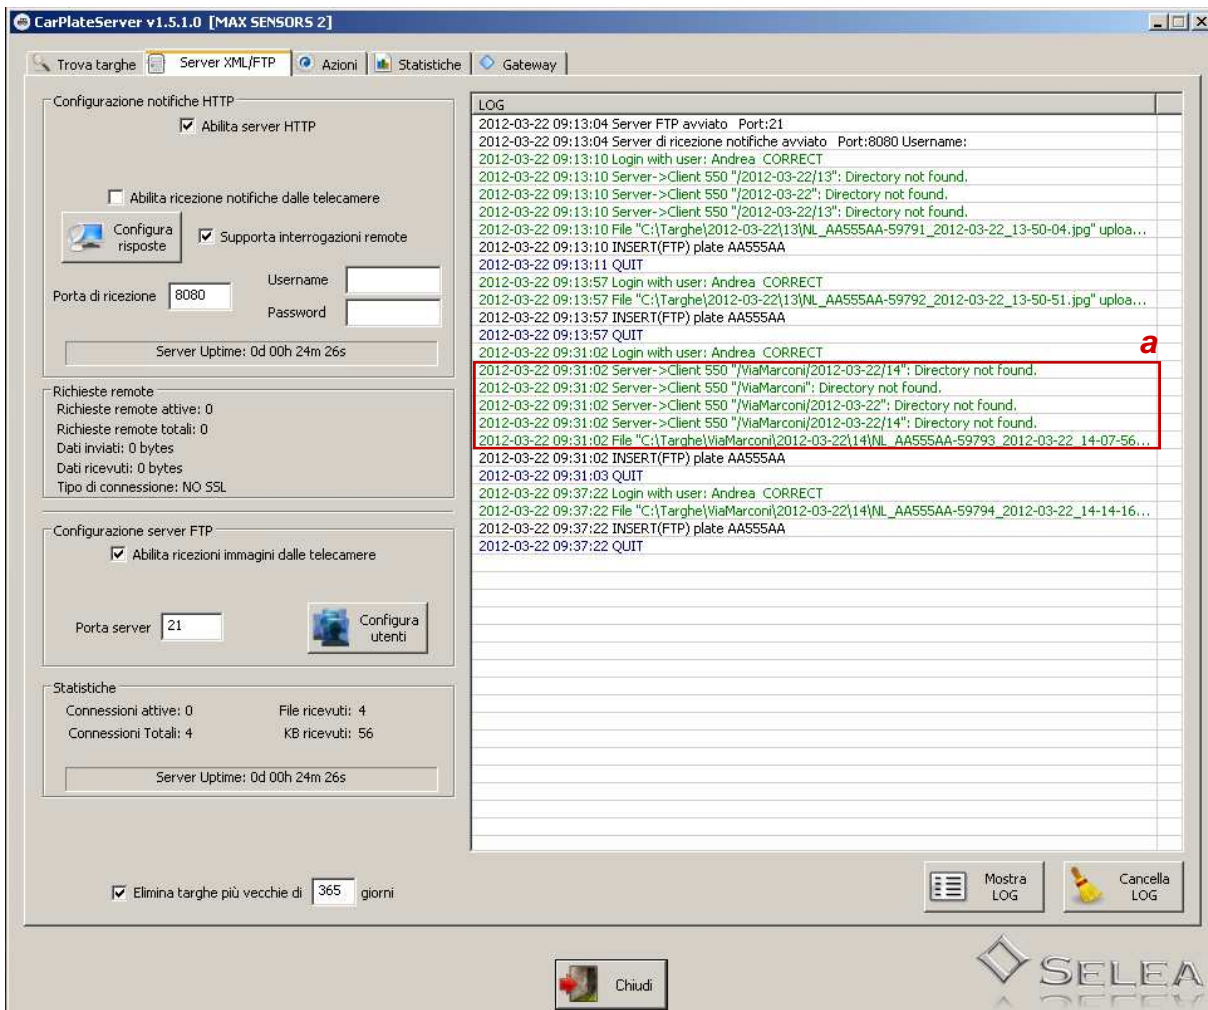 CarPlateServer v1.5.1.0 [MAX SENSORS 2]
Trova targhe Server XML/FTP Azioni Statistiche Gateway
Configurazione notifiche HTTP
Abilita server HTTP
Abilita ricezione notifiche dalle telecamere
Configura
risposte
Supporta interrogazioni remote
Porta di ricezione 8080
Username
Password
Server Uptime: 0d 00h 24m 26s
Richieste remote
Richieste remote attive: 0
Richieste remote totali: 0
Dati inviati: 0 bytes
Dati ricevuti: 0 bytes
Tipo di connessione: NO SSL
Configurazione server FTP
Abilita ricezioni immagini dalle telecamere
Porta server 21
Configura
utenti
Statistiche
Connessioni attive: 0 File ricevuti: 4
Connessioni Totali: 4 KB ricevuti: 56
Server Uptime: 0d 00h 24m 26s
Elimina targhe più vecchie di 365 giorni
LOG
2012-03-22 09:13:04 Server FTP avviato Port:21
2012-03-22 09:13:04 Server di ricezione notifiche avviato Port:8080 Username:
2012-03-22 09:13:10 Login with user: Andrea CORRECT
2012-03-22 09:13:10 Server->Client 550 "/2012-03-22/13": Directory not found.
2012-03-22 09:13:10 Server->Client 550 "/2012-03-22": Directory not found.
2012-03-22 09:13:10 Server->Client 550 "/2012-03-22/13": Directory not found.
2012-03-22 09:13:10 File "C:\Targhe\2012-03-22\13\NL_AA555AA-59791_2012-03-22_13-50-04.jpg" uploa...
2012-03-22 09:13:10 INSERT(FTP) plate AA555AA
2012-03-22 09:13:11 QUIT
2012-03-22 09:13:57 Login with user: Andrea CORRECT
2012-03-22 09:13:57 File "C:\Targhe\2012-03-22\13\NL_AA555AA-59792_2012-03-22_13-50-51.jpg" uploa...
2012-03-22 09:13:57 INSERT(FTP) plate AA555AA
2012-03-22 09:13:57 QUIT
2012-03-22 09:31:02 Login with user: Andrea CORRECT
a
2012-03-22 09:31:02 Server->Client 550 "/ViaMarconi/2012-03-22/14": Directory not found.
2012-03-22 09:31:02 Server->Client 550 "/ViaMarconi": Directory not found.
2012-03-22 09:31:02 Server->Client 550 "/ViaMarconi/2012-03-22": Directory not found.
2012-03-22 09:31:02 Server->Client 550 "/ViaMarconi/2012-03-22/14": Directory not found.
2012-03-22 09:31:02 File "C:\Targhe\ViaMarconi\2012-03-22\14\NL_AA555AA-59793_2012-03-22_14-07-56...
2012-03-22 09:31:02 INSERT(FTP) plate AA555AA
2012-03-22 09:31:03 QUIT
2012-03-22 09:37:22 Login with user: Andrea CORRECT
2012-03-22 09:37:22 File "C:\Targhe\ViaMarconi\2012-03-22\14\NL_AA555AA-59794_2012-03-22_14-14-16...
2012-03-22 09:37:22 INSERT(FTP) plate AA555AA
2012-03-22 09:37:22 QUIT
Mostra
LOG
Cancella
LOG
Chiudi
SELEA